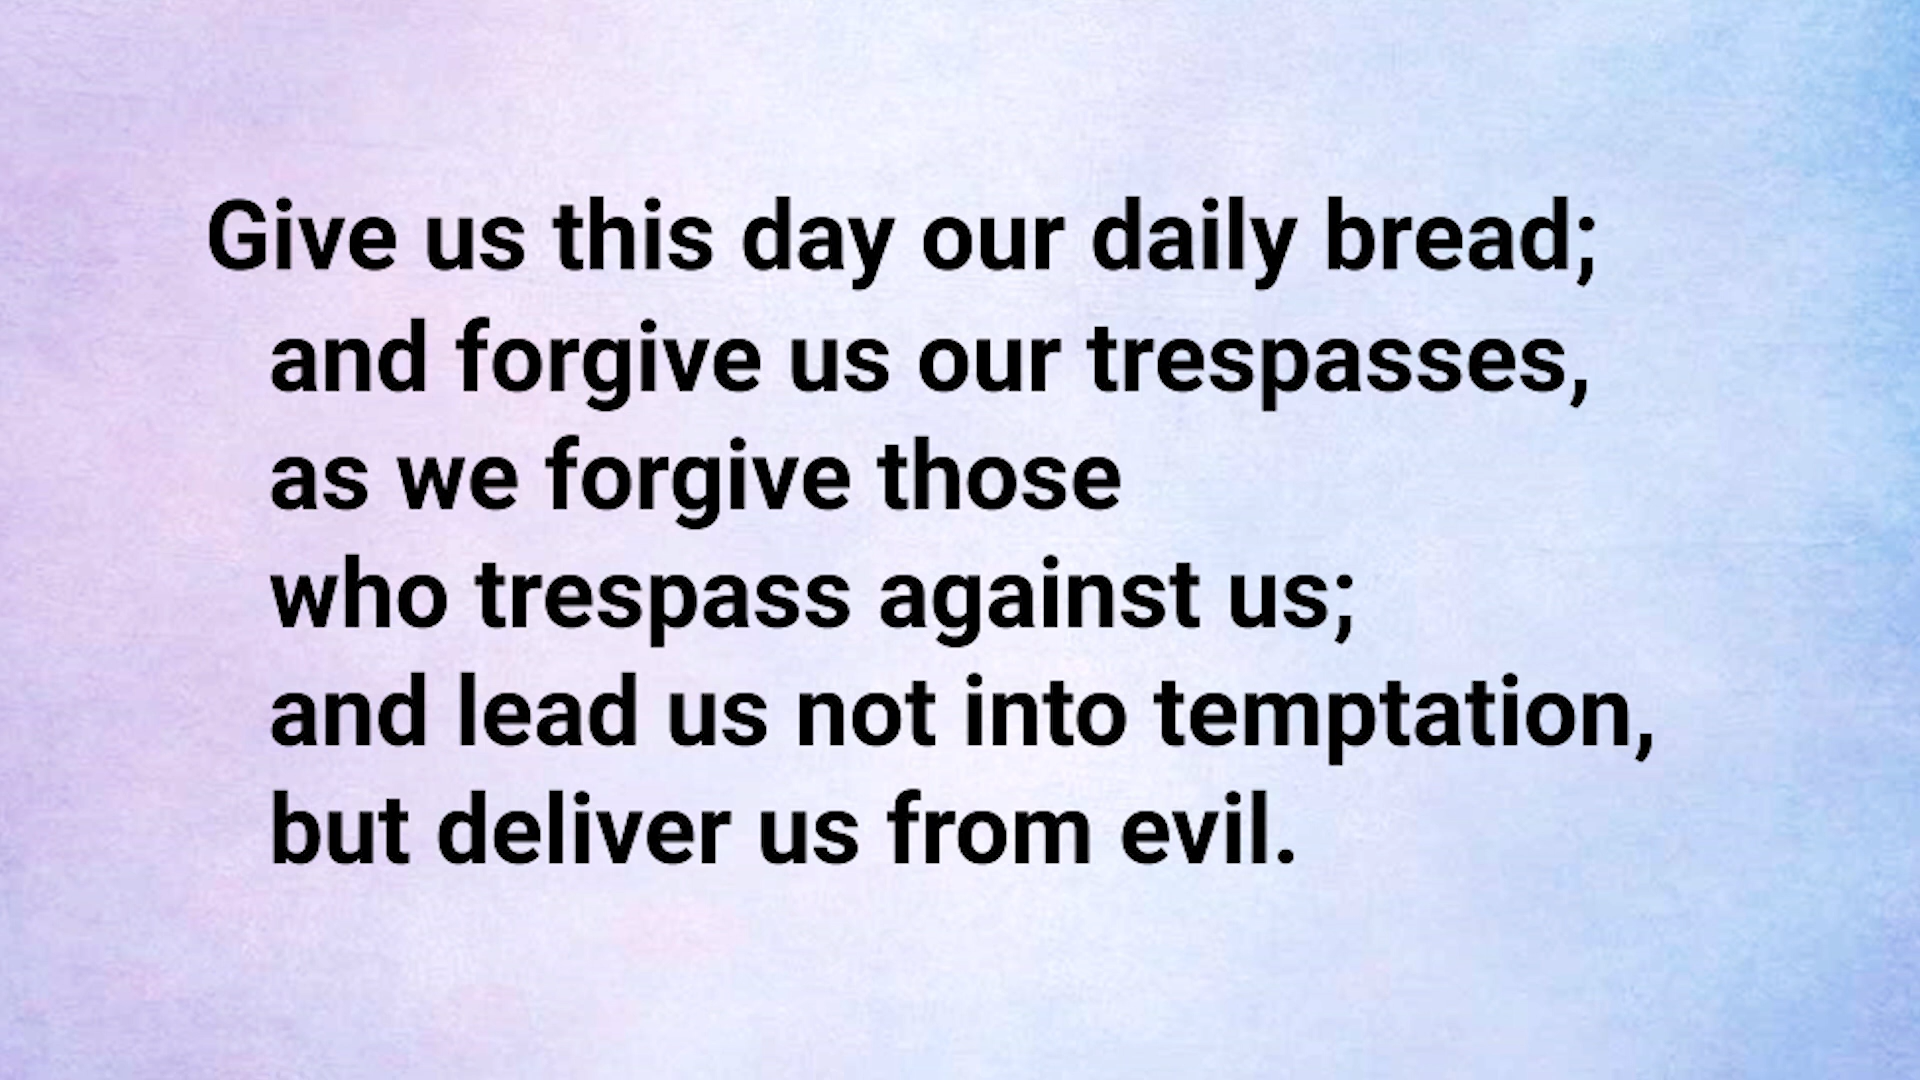 Give us this day our daily bread;
and forgive us our trespasses,
as we forgive those
who trespass against us;
and lead us not into temptation,
but deliver us from evil.